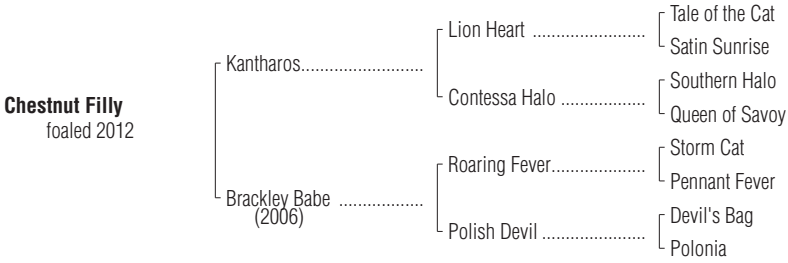 Chestnut Filly
foaled 2012
Kantharos........................
Brackley Babe ................
(2006)
Lion Heart ......................
Contessa Halo ................
Roaring Fever..................
Polish Devil ....................
Tale of the Cat
Satin Sunrise
Southern Halo
Queen of Savoy
Storm Cat
Pennant Fever
Devil's Bag
Polonia